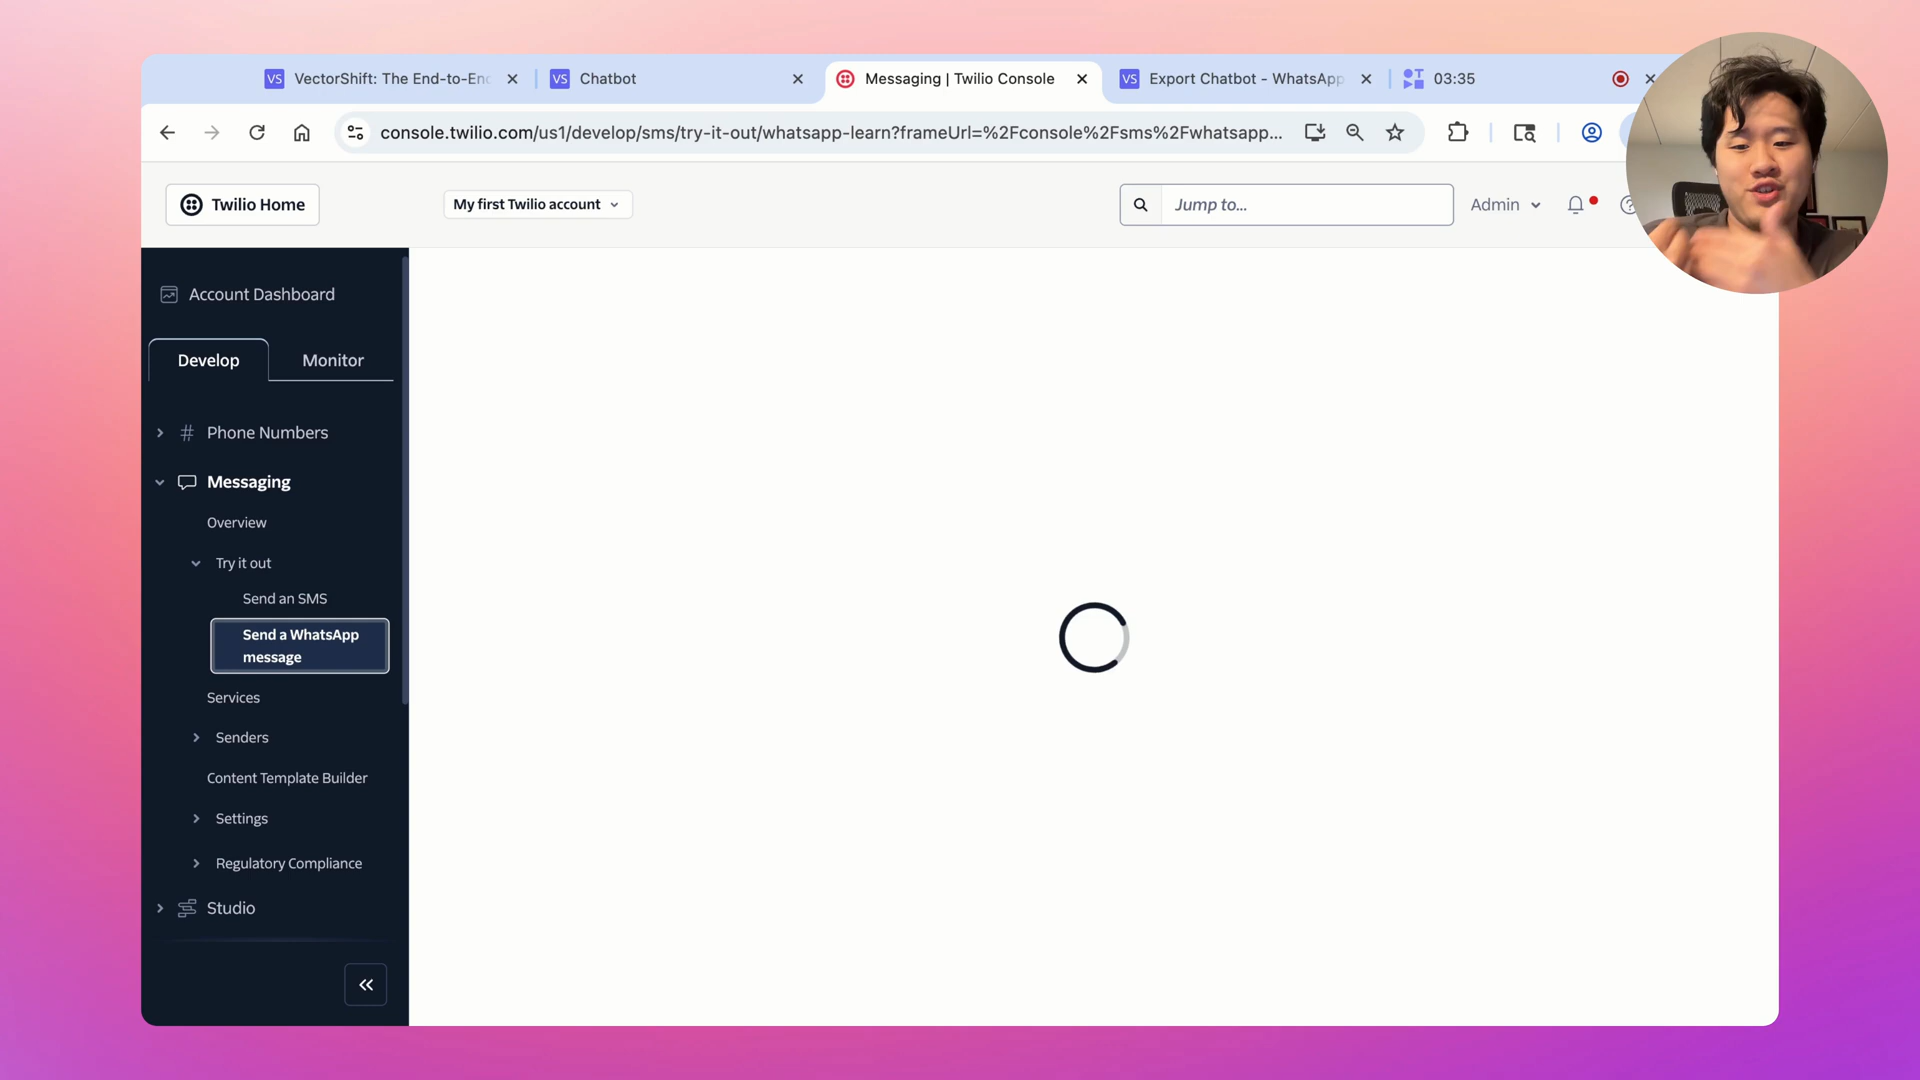 VS VectorShift: The End-to-En
VS Chatbot
Messaging | Twilio Console
VS Export Chatbot - WhatsApp
03:35
console.twilio.com/us1/develop/sms/try-it-out/whatsapp-learn?frameUrl=%2Fconsole%2Fsms%2Fwhatsapp...
Twilio Home
My first Twilio account
Jump to...
Admin
Account Dashboard
Develop
Monitor
Phone Numbers
Messaging
Overview
Try it out
Send an SMS
Send a WhatsApp
message
Services
Senders
Content Template Builder
Settings
Regulatory Compliance
Studio